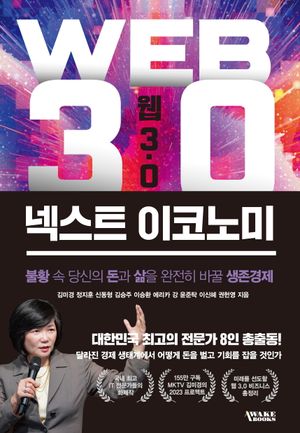 WEB
3.0
웹 3.0
넥스트 이코노미
불황 속 당신의 돈과 삶을 완전히 바꿀 생존경제
김미경 정지훈 신동형 김승주 이승환 에리카 강 윤준탁 이신혜 권헌영 지음
대한민국 최고의 전문가 8인 총출동!
달라진 경제 생태계에서 어떻게 돈을 벌고 기회를 잡을 것인가
국내 최고
IT 전문가들의
화제작
155만 구독
MKTV 김미경의
2023 프로젝트
미래를 선도할
웹 3.0 비즈니스
총정리
AWAKE
BOOKS